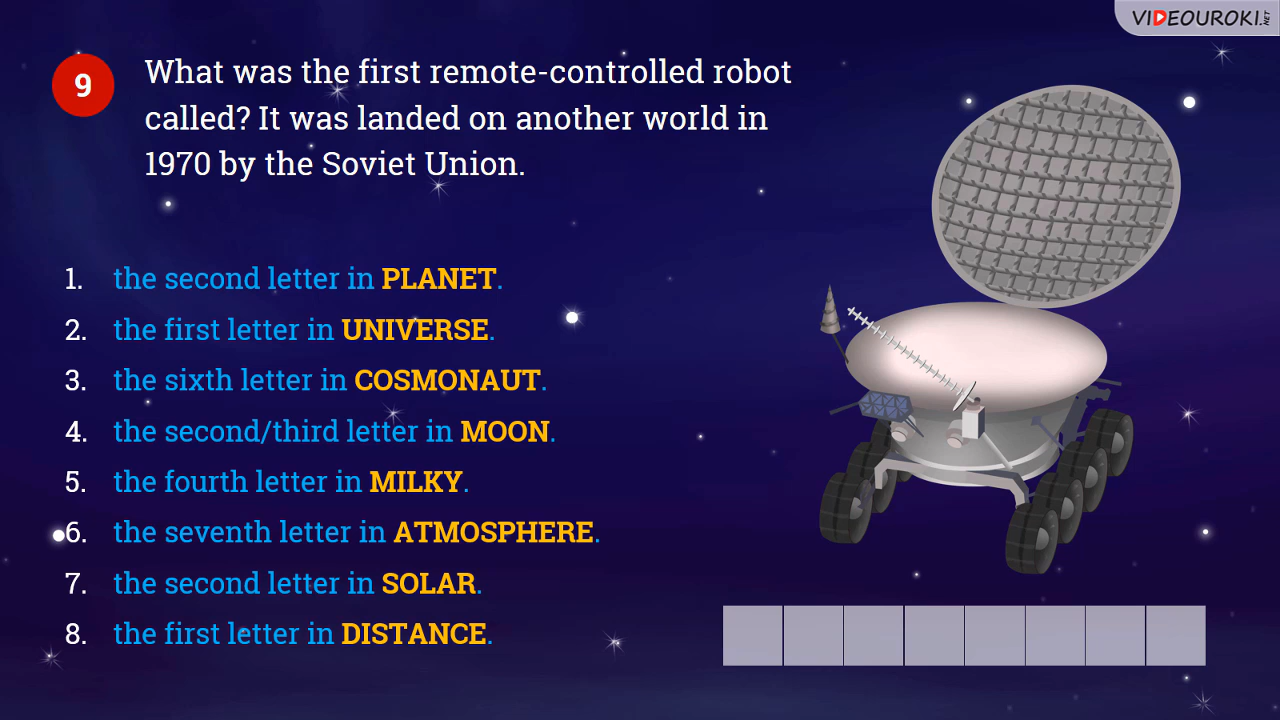 VIDEOUROKI.NET
9
What was the first remote-controlled robot
called? It was landed on another world in
1970 by the Soviet Union.
1. the second letter in PLANET.
2. the first letter in UNIVERSE.
3. the sixth letter in COSMONAUT.
4. the second/third letter in MOON.
5. the fourth letter in MILKY.
6. the seventh letter in ATMOSPHERE.
7. the second letter in SOLAR.
8. the first letter in DISTANCE.